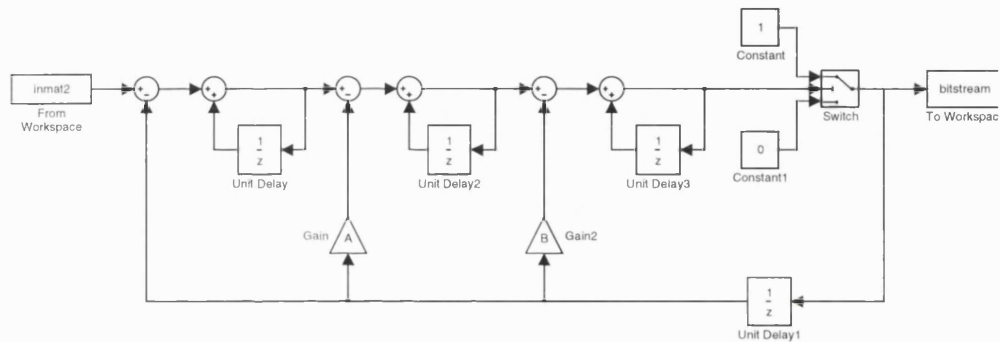 1
Constant
inmat2
From
Workspace
+
-
+
+
+
-
+
+
+
-
+
+
Switch
bitstream
To Workspac
1
z
Unit Delay
1
z
Unit Delay2
1
z
Unit Delay3
0
Constant1
Gain
A
B
Gain2
1
z
Unit Delay1